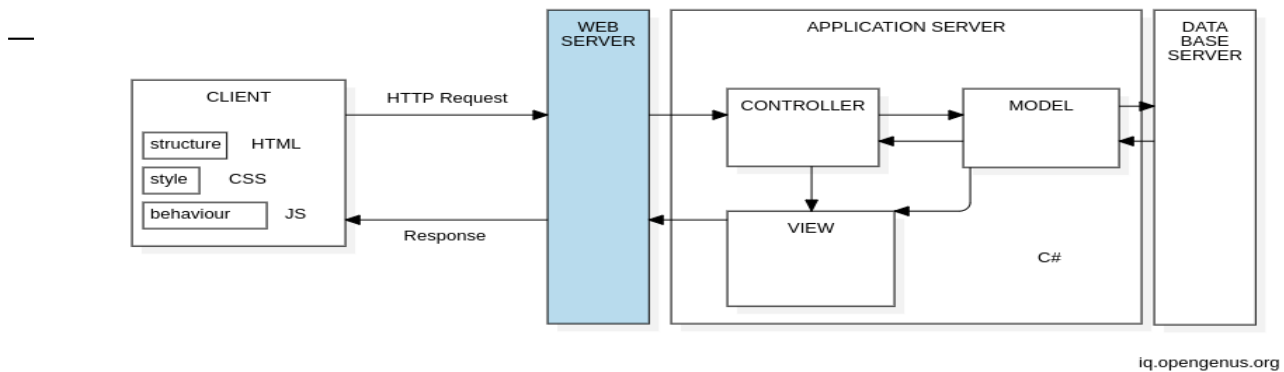 WEB
SERVER
APPLICATION SERVER
DATA
BASE
SERVER
CLIENT
HTTP Request
CONTROLLER
MODEL
structure
HTML
style
CSS
behaviour
JS
Response
VIEW
C#
iq.opengenus.org